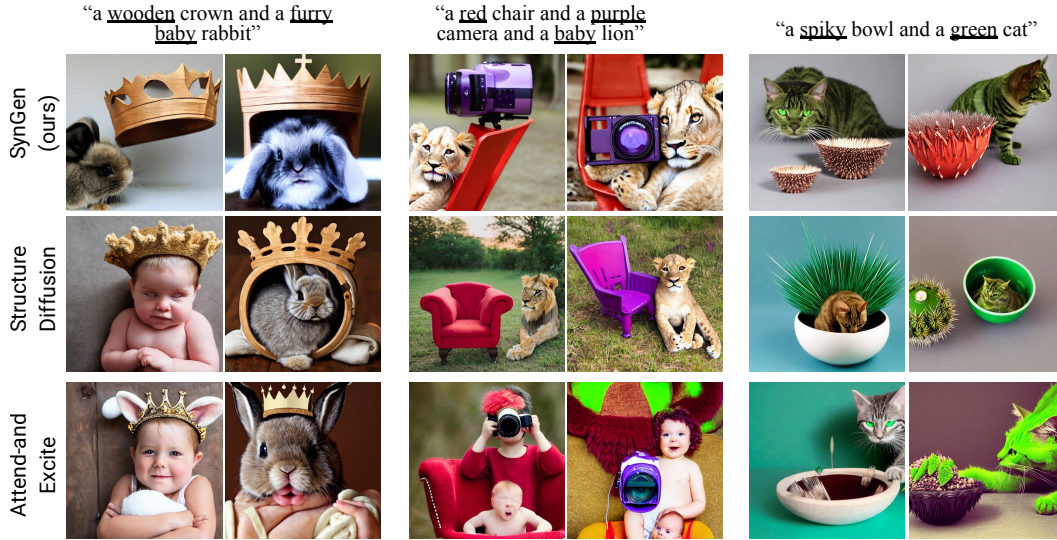 “a wooden crown and a furry
baby rabbit”
“a red chair and a purple
camera and a baby lion”
“a spiky bowl and a green cat”
SynGen
(ours)
Structure
Diffusion
Attend-and
Excite